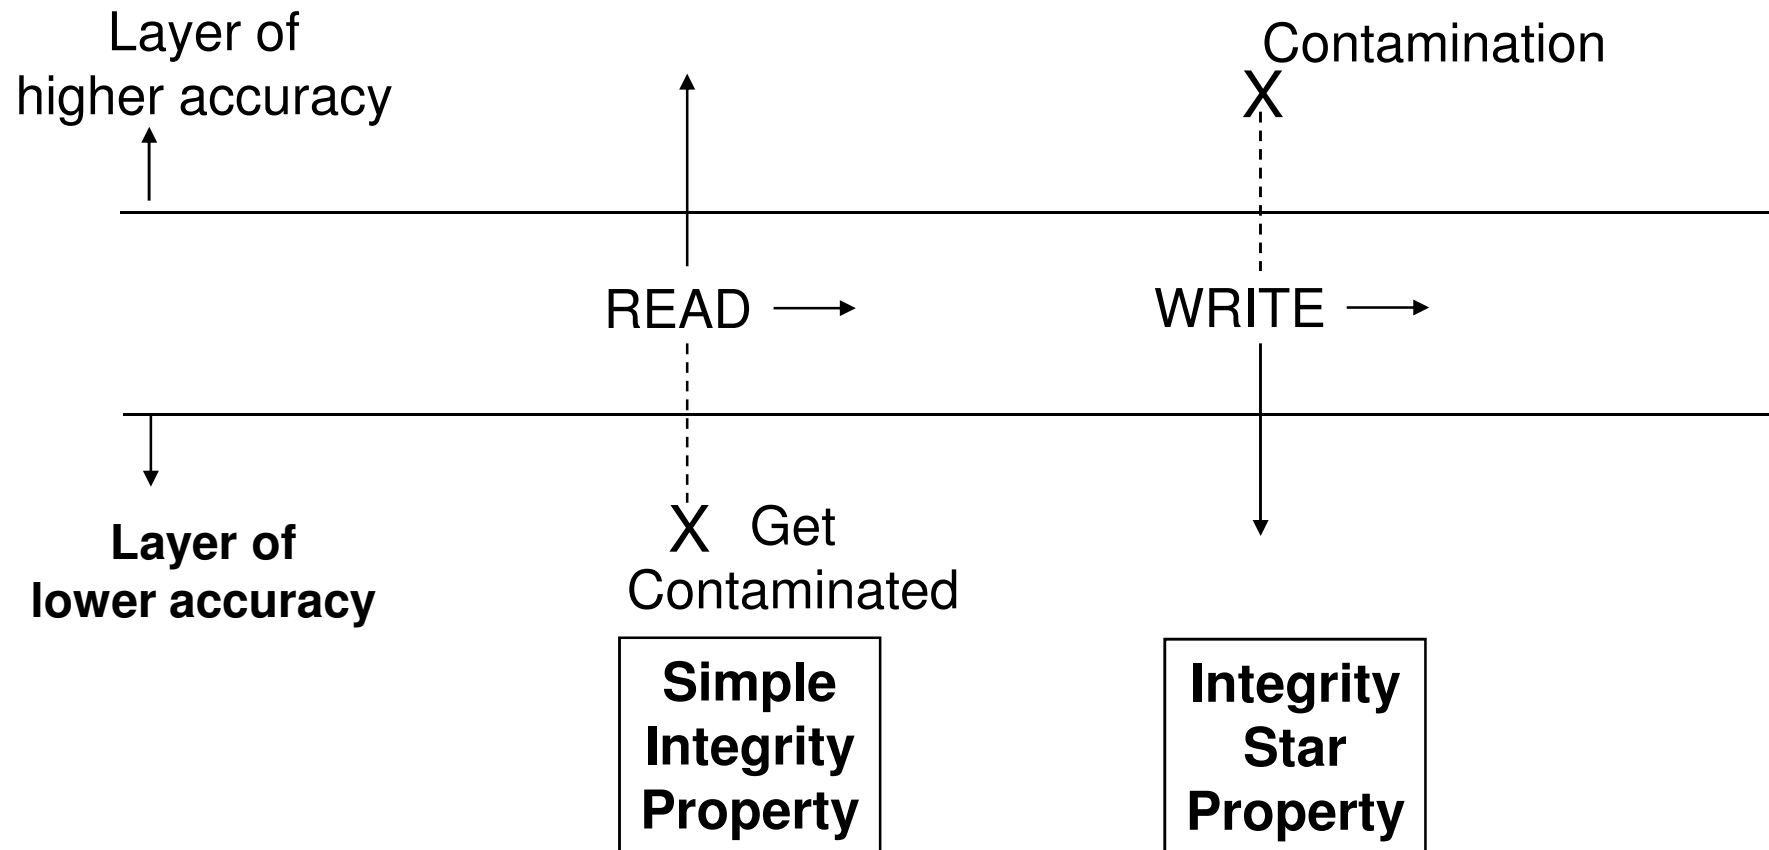 Layer of
higher accuracy
Contamination
X
READ
WRITE
Layer of
lower accuracy
X Get
Contaminated
Simple
Integrity
Property
Integrity
Star
Property